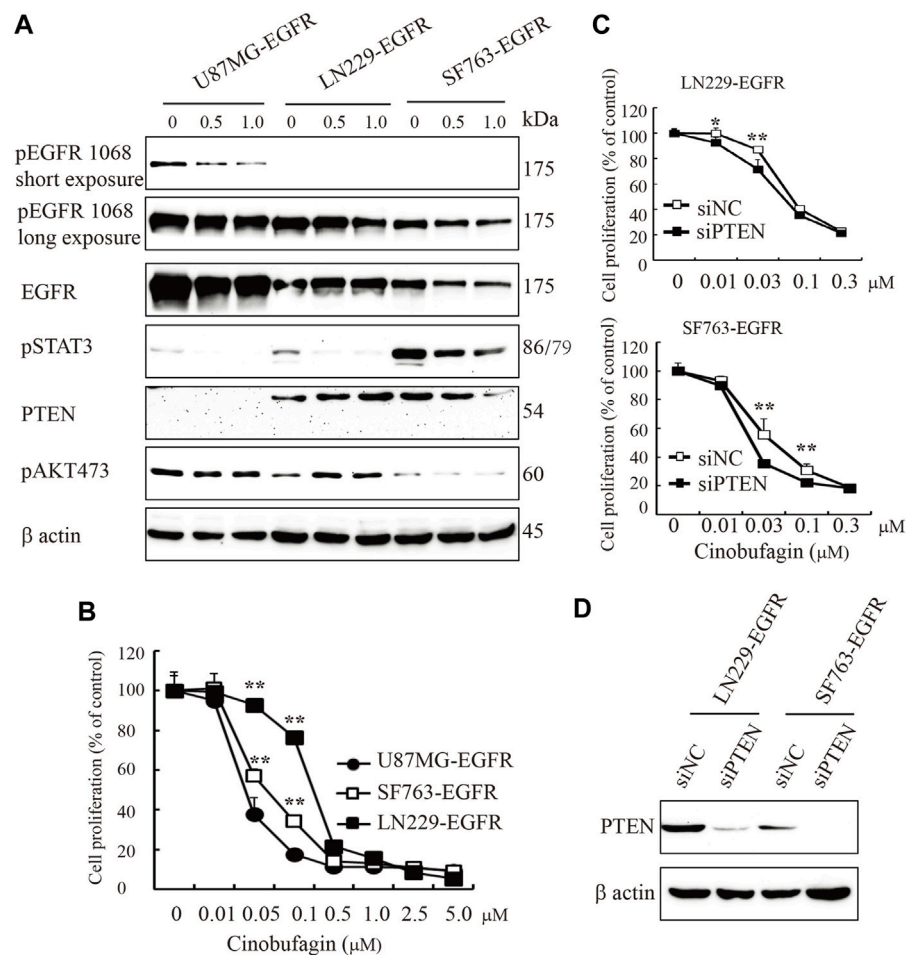 A
U87MG-EGFR
LN229-EGFR
SF763-EGFR
0 0.5 1.0 0 0.5 1.0 0 0.5 1.0 kDa
pEGFR 1068
short exposure
175
pEGFR 1068
long exposure
175
EGFR
175
pSTAT3
86/79
PTEN
54
pAKT473
60
β actin
45
C
LN229-EGFR
Cell proliferation (% of control)
120
100
80
60
40
20
0
*
**
siNC
siPTEN
0 0.01 0.03 0.1 0.3 μM
SF763-EGFR
Cell proliferation (% of control)
120
100
80
60
40
20
0
**
**
siNC
siPTEN
0 0.01 0.03 0.1 0.3 μM
Cinobufagin (μM)
B
Cell proliferation (% of control)
120
100
80
60
40
20
0
**
**
**
**
U87MG-EGFR
SF763-EGFR
LN229-EGFR
0 0.01 0.05 0.1 0.5 1.0 2.5 5.0 μM
Cinobufagin (μM)
D
LN229-EGFR
SF763-EGFR
siNC
siPTEN
siNC
siPTEN
PTEN
β actin